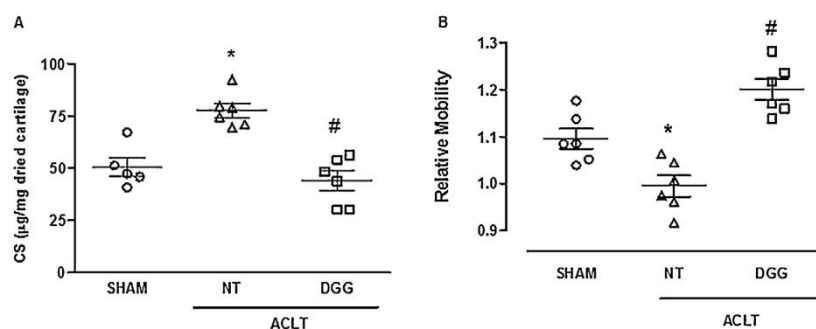 A
CS (µg/mg dried cartilage)
100
75
50
25
0
*
#
SHAM
NT
DGG
ACLT
B
Relative Mobility
1.3
1.2
1.1
1.0
0.9
*
#
SHAM
NT
DGG
ACLT